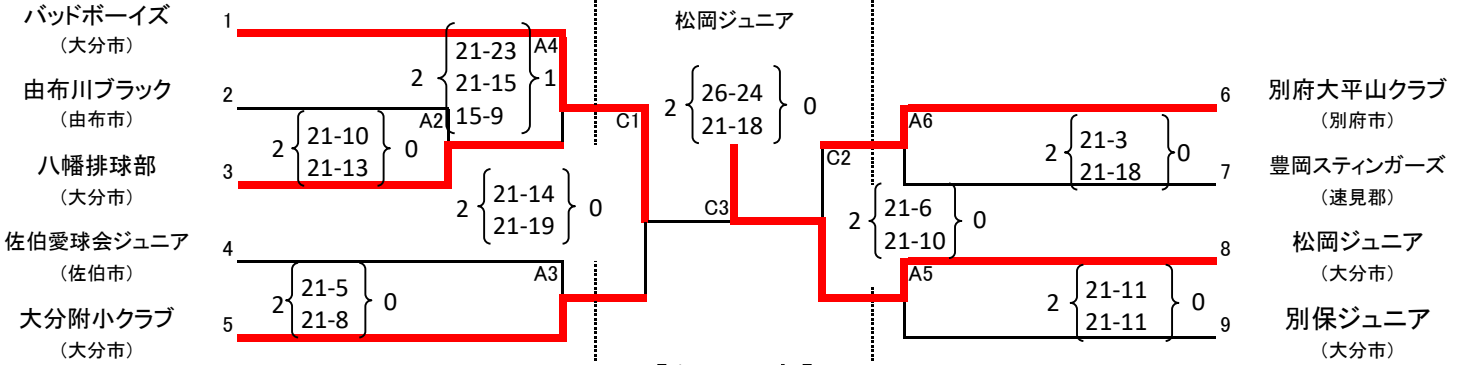 バッドボーイズ
（大分市）
1
由布川ブラック
（由布市）
2
八幡排球部
（大分市）
3
佐伯愛球会ジュニア
（佐伯市）
4
大分附小クラブ
（大分市）
5
A4
2
21-23
21-15
15-9
1
A2
2
21-10
21-13
0
2
21-14
21-19
0
A3
2
21-5
21-8
0
C1
松岡ジュニア
2
26-24
21-18
0
C3
C2
A6
2
21-3
21-18
0
2
21-6
21-10
0
A5
2
21-11
21-11
0
6
別府大平山クラブ
（別府市）
7
豊岡スティンガーズ
（速見郡）
8
松岡ジュニア
（大分市）
9
別保ジュニア
（大分市）